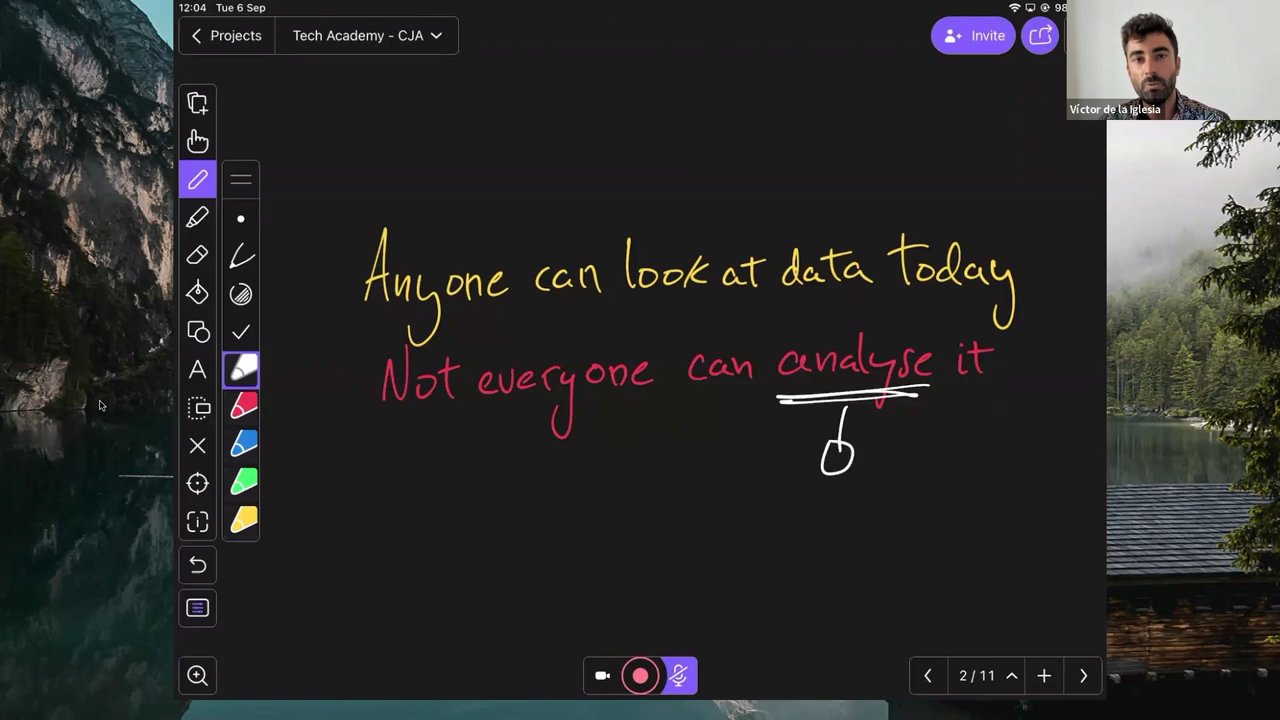 12:04 Tue 6 Sep
98
Projects
Tech Academy - CJA
Invite
Víctor de la Iglesia
A
Anyone can look at data today
Not everyone can analyse it
2/11